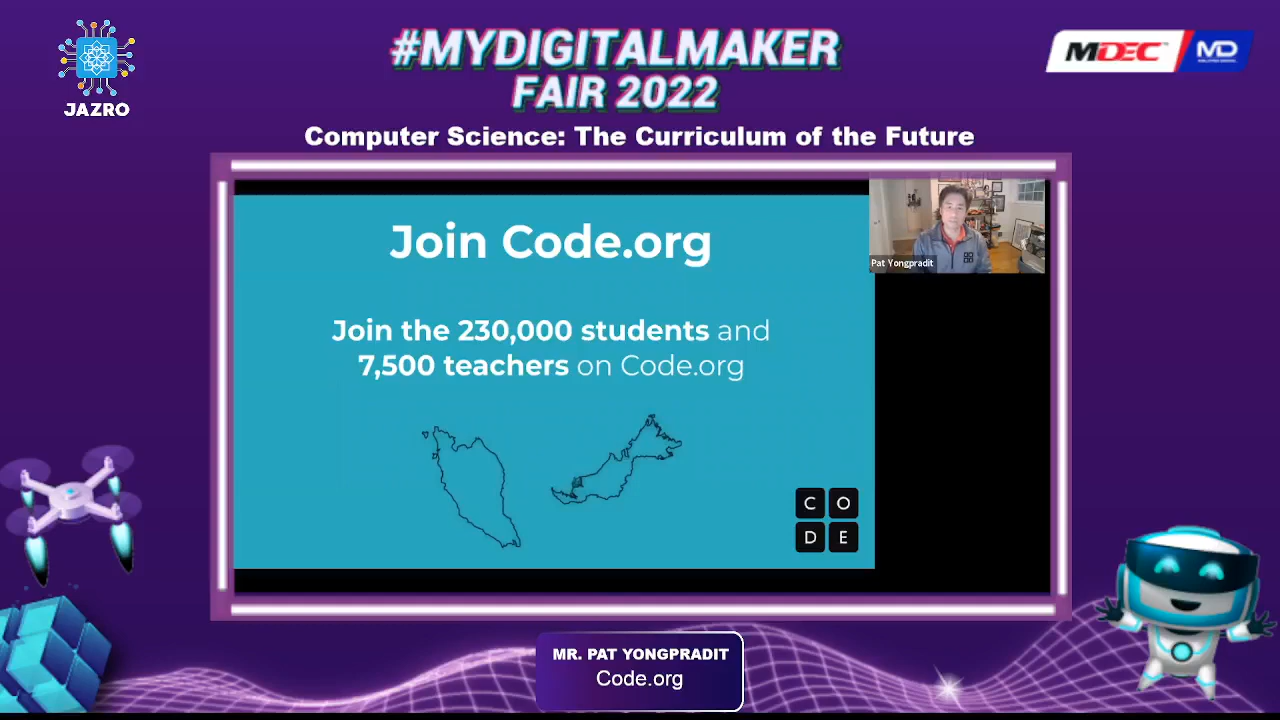 JAZRO
#MYDIGITALMAKER
FAIR 2022
MDEC
MD
Computer Science: The Curriculum of the Future
Join Code.org
Join the 230,000 students and
7,500 teachers on Code.org
Pat Yongpradit
C O
D E
MR. PAT YONGPRADIT
Code.org